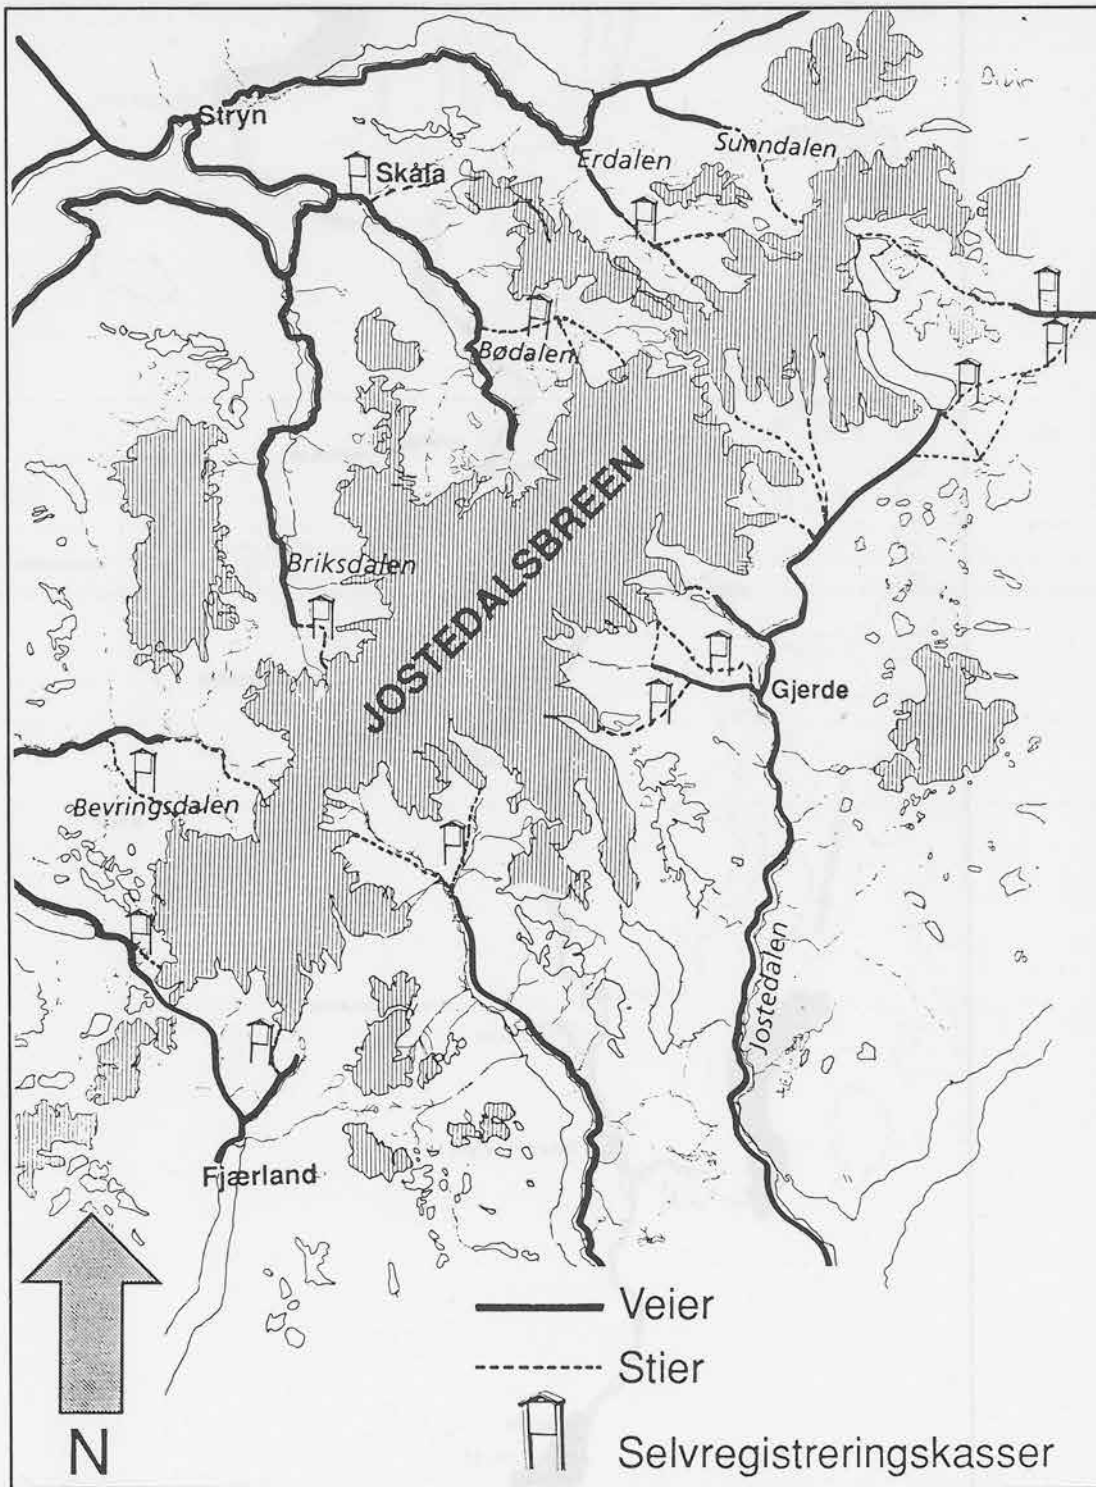 Stryn
Skåla
Erdalen
Sunndalen
Bødalen
JOSTEDALSBREEN
Briksdalen
Gjerde
Bevringsdalen
Jostedalen
Fjærland
N
Veier
Stier
Selvregistreringskasser